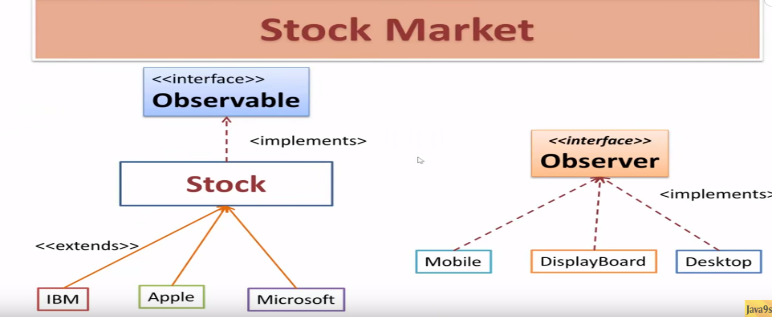 Stock Market
<<interface>>
Observable
<implements>
Stock
<<extends>>
IBM
Apple
Microsoft
<<interface>>
Observer
<implements>
Mobile
DisplayBoard
Desktop
Java9s